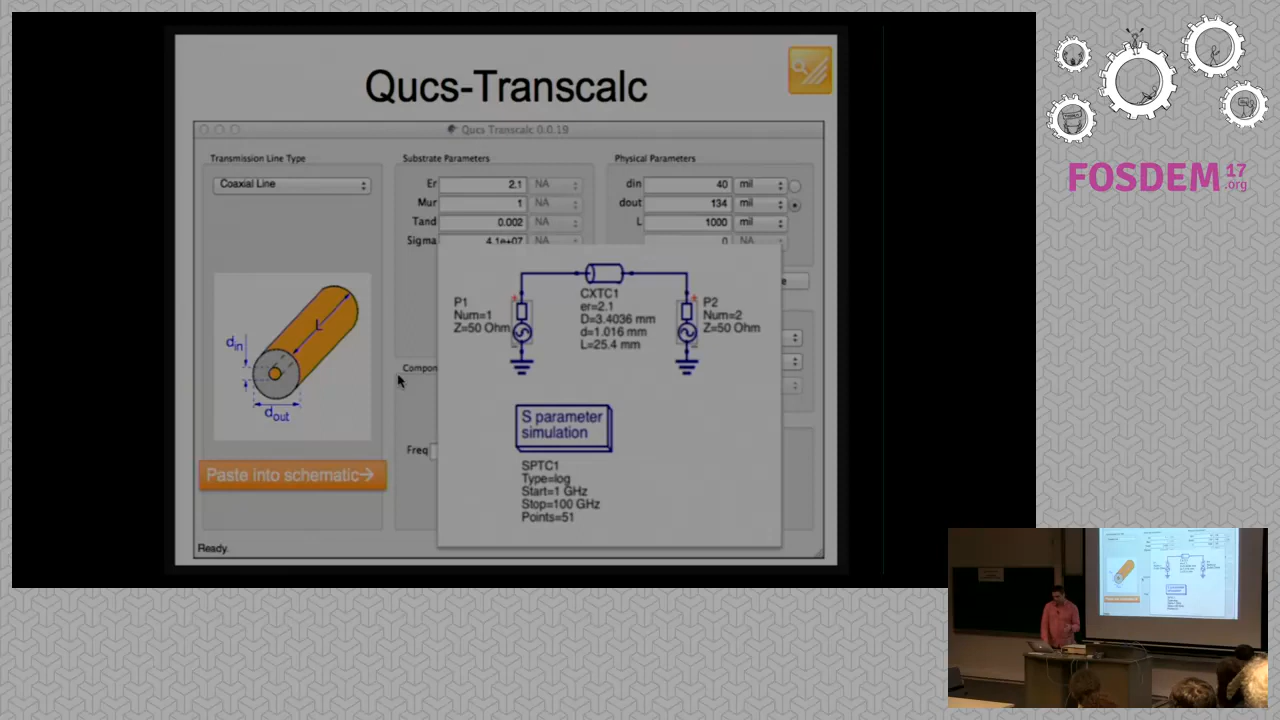 Qucs-Transcalc
Qucs Transcalc 0.0.19
Transmission Line Type
Coaxial Line
Substrate Parameters
Er 2.1 NA
Mur 1 NA
Tand 0.002 NA
Sigma 4.1e+07 NA
Physical Parameters
din 40 mil
dout 134 mil
L 1000 mil
0 NA
e
L
din
dout
Compon
Freq
Paste into schematic→
Ready.
P1
Num=1
Z=50 Ohm
CXTC1
er=2.1
D=3.4036 mm
d=1.016 mm
L=25.4 mm
P2
Num=2
Z=50 Ohm
S parameter
simulation
SPTC1
Type=log
Start=1 GHz
Stop=100 GHz
Points=51
FOSDEM 17
.org